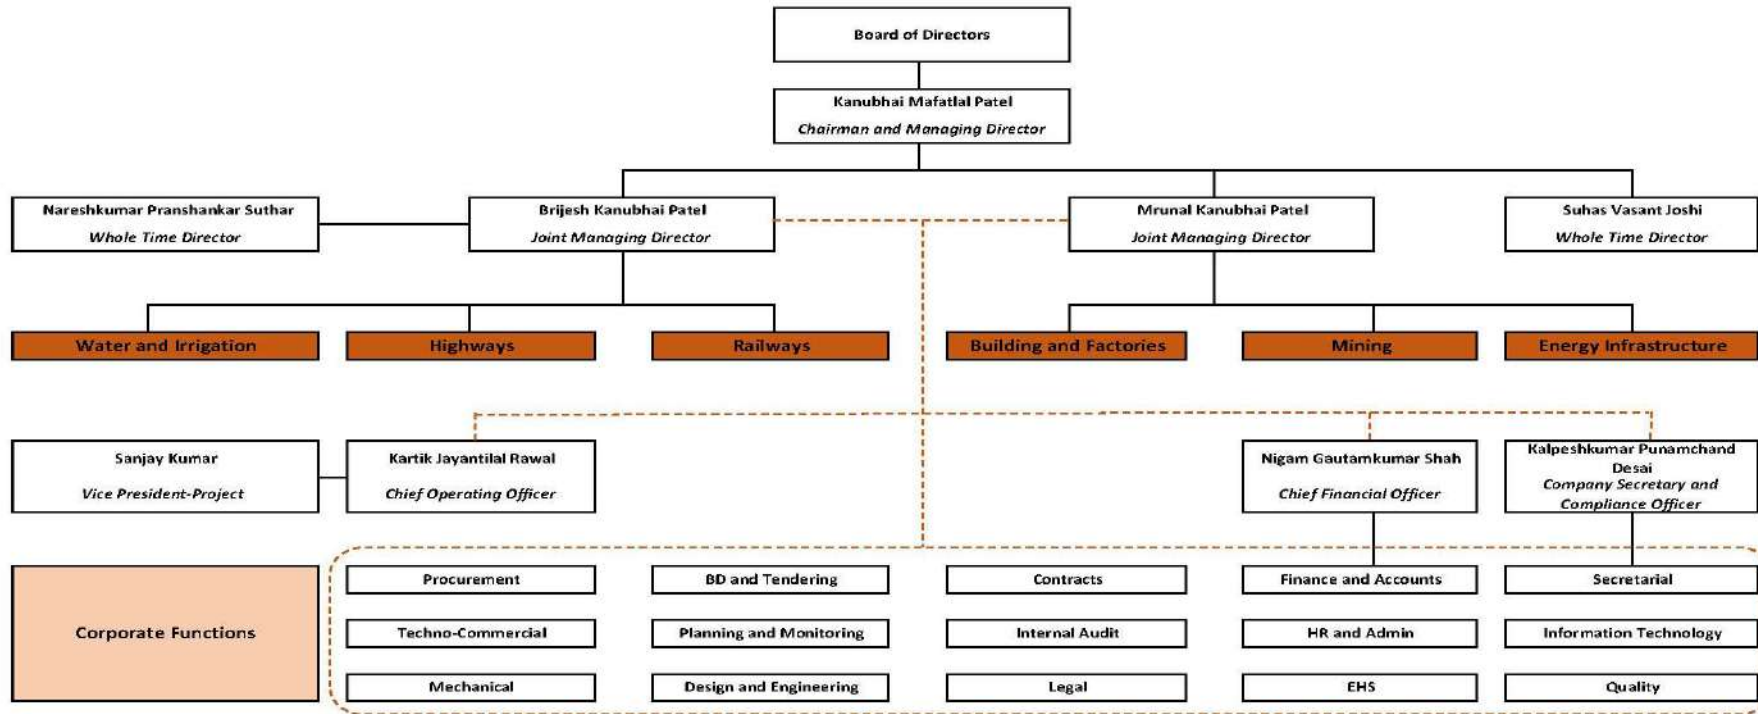 Board of Directors
Kanubhai Mafatlal Patel
Chairman and Managing Director
Nareshkumar Pranshankar Suthar
Whole Time Director
Brijesh Kanubhai Patel
Joint Managing Director
Mrunal Kanubhai Patel
Joint Managing Director
Suhas Vasant Joshi
Whole Time Director
Water and Irrigation
Highways
Railways
Building and Factories
Mining
Energy Infrastructure
Sanjay Kumar
Vice President-Project
Kartik Jayantilal Rawal
Chief Operating Officer
Nigam Gautamkumar Shah
Chief Financial Officer
Kalpeshkumar Punamchand
Desai
Company Secretary and
Compliance Officer
Corporate Functions
Procurement
BD and Tendering
Contracts
Finance and Accounts
Secretarial
Techno-Commercial
Planning and Monitoring
Internal Audit
HR and Admin
Information Technology
Mechanical
Design and Engineering
Legal
EHS
Quality